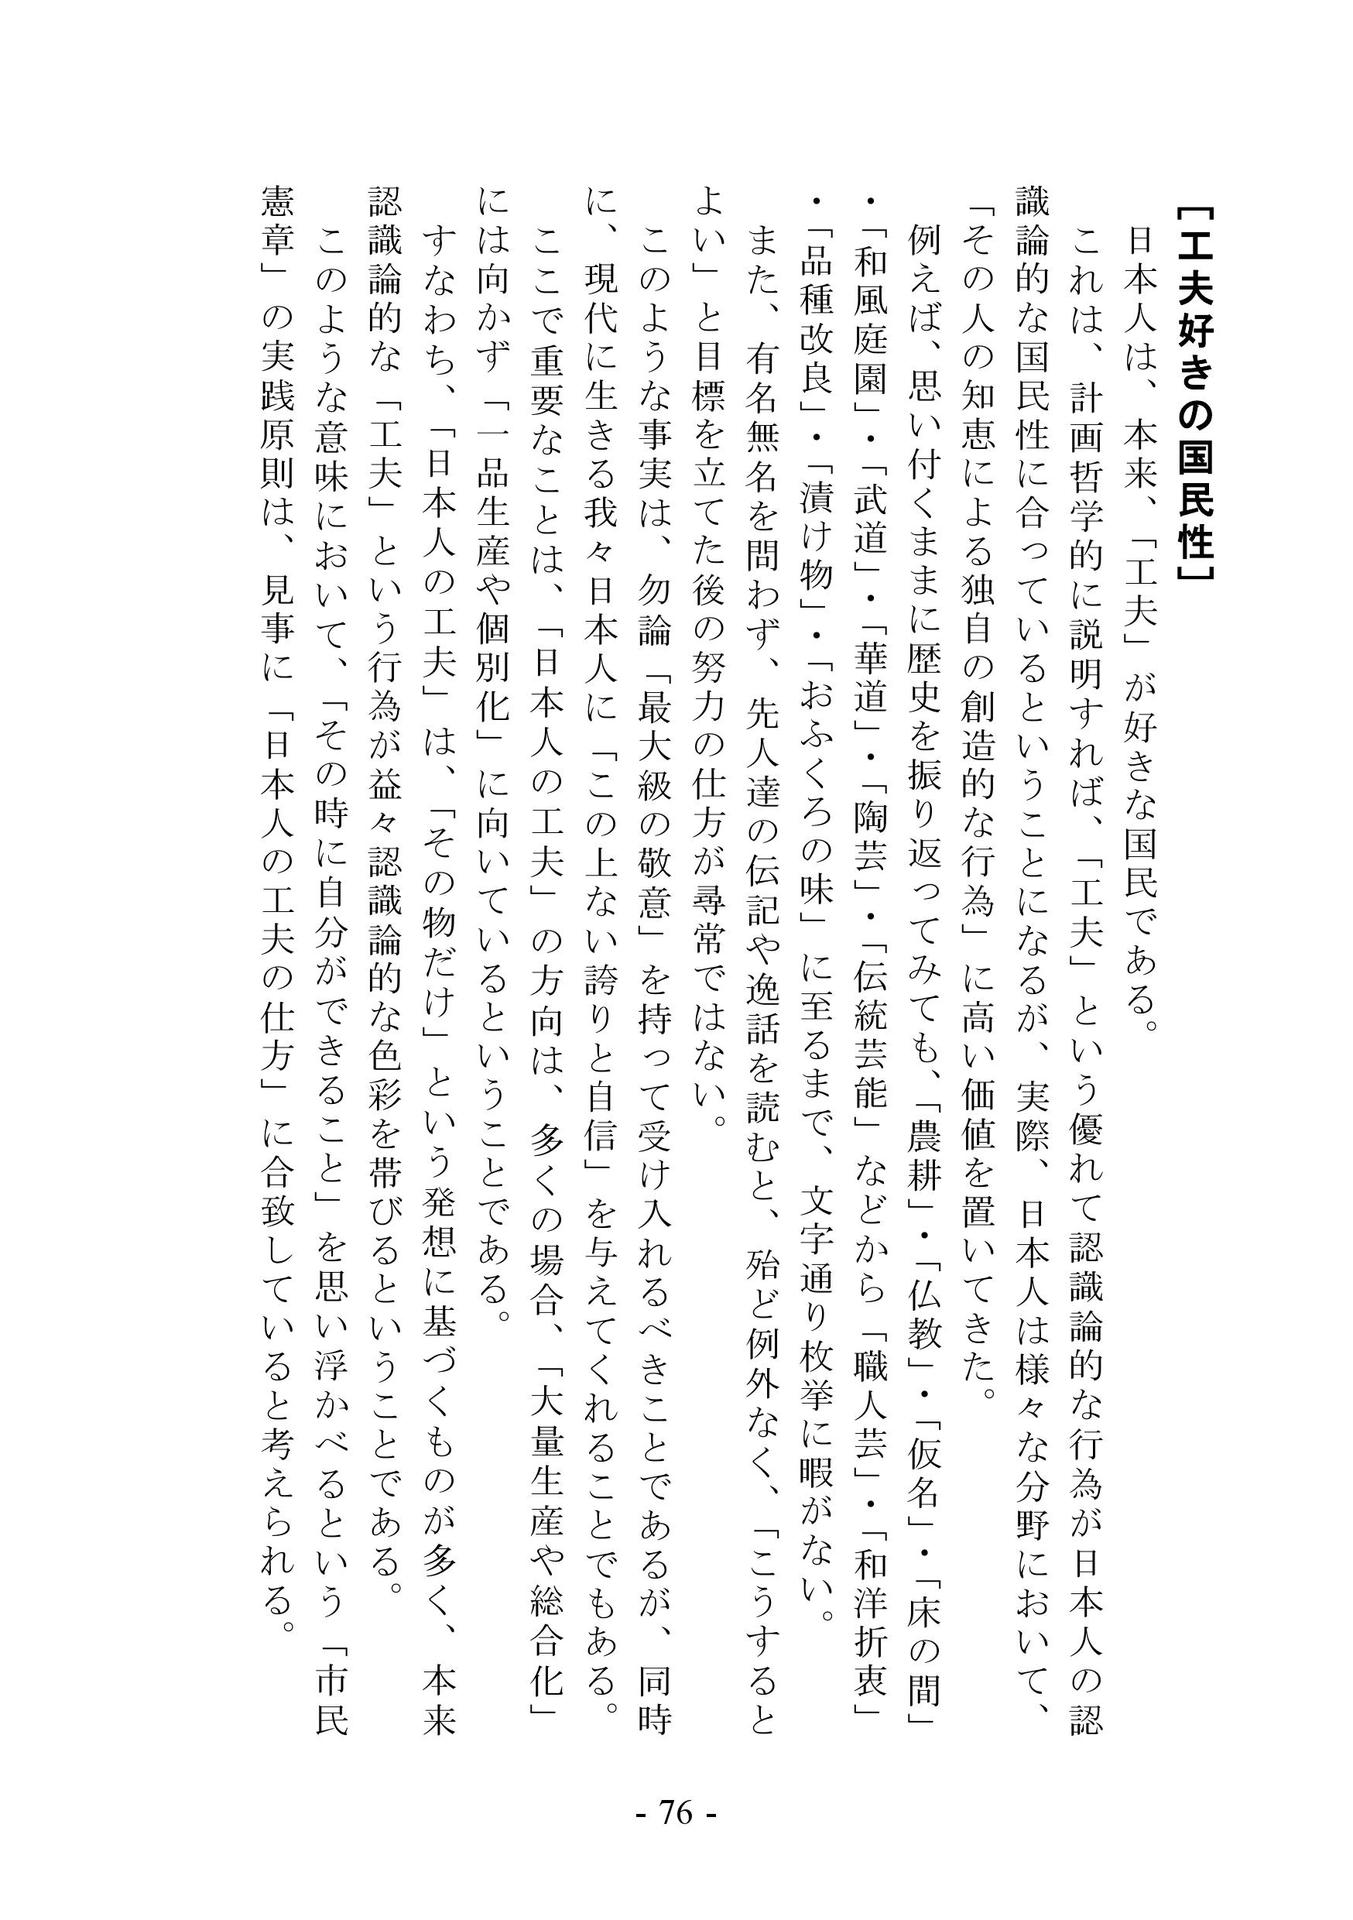 [工夫好きの国民性]
日本人は、本来、「工夫」が好きな国民である。
これは、計画哲学的に説明すれば、「工夫」という優れて認識論的な行為が日本人の認
識論的な国民性に合っているということになるが、実際、日本人は様々な分野において、
「その人の知恵による独自の創造的な行為」に高い価値を置いてきた。
例えば、思い付くままに歴史を振り返ってみても、「農耕」・「仏教」・「仮名」・「床の間」
・「和風庭園」・「武道」・「華道」・「陶芸」・「伝統芸能」などから「職人芸」・「和洋折衷」
・「品種改良」・「漬け物」・「おふくろの味」に至るまで、文字通り枚挙に暇がない。
また、有名無名を問わず、先人達の伝記や逸話を読むと、殆ど例外なく、「こうすると
よい」と目標を立てた後の努力の仕方が尋常ではない。
このような事実は、勿論「最大級の敬意」を持って受け入れるべきことであるが、同時
に、現代に生きる我々日本人に「この上ない誇りと自信」を与えてくれることでもある。
ここで重要なことは、「日本人の工夫」の方向は、多くの場合、「大量生産や総合化」
には向かず「一品生産や個別化」に向いているということである。
すなわち、「日本人の工夫」は、「その物だけ」という発想に基づくものが多く、本来
認識論的な「工夫」という行為が益々認識論的な色彩を帯びるということである。
このような意味において、「その時に自分ができること」を思い浮かべるという「市民
憲章」の実践原則は、見事に「日本人の工夫の仕方」に合致していると考えられる。
- 76 -